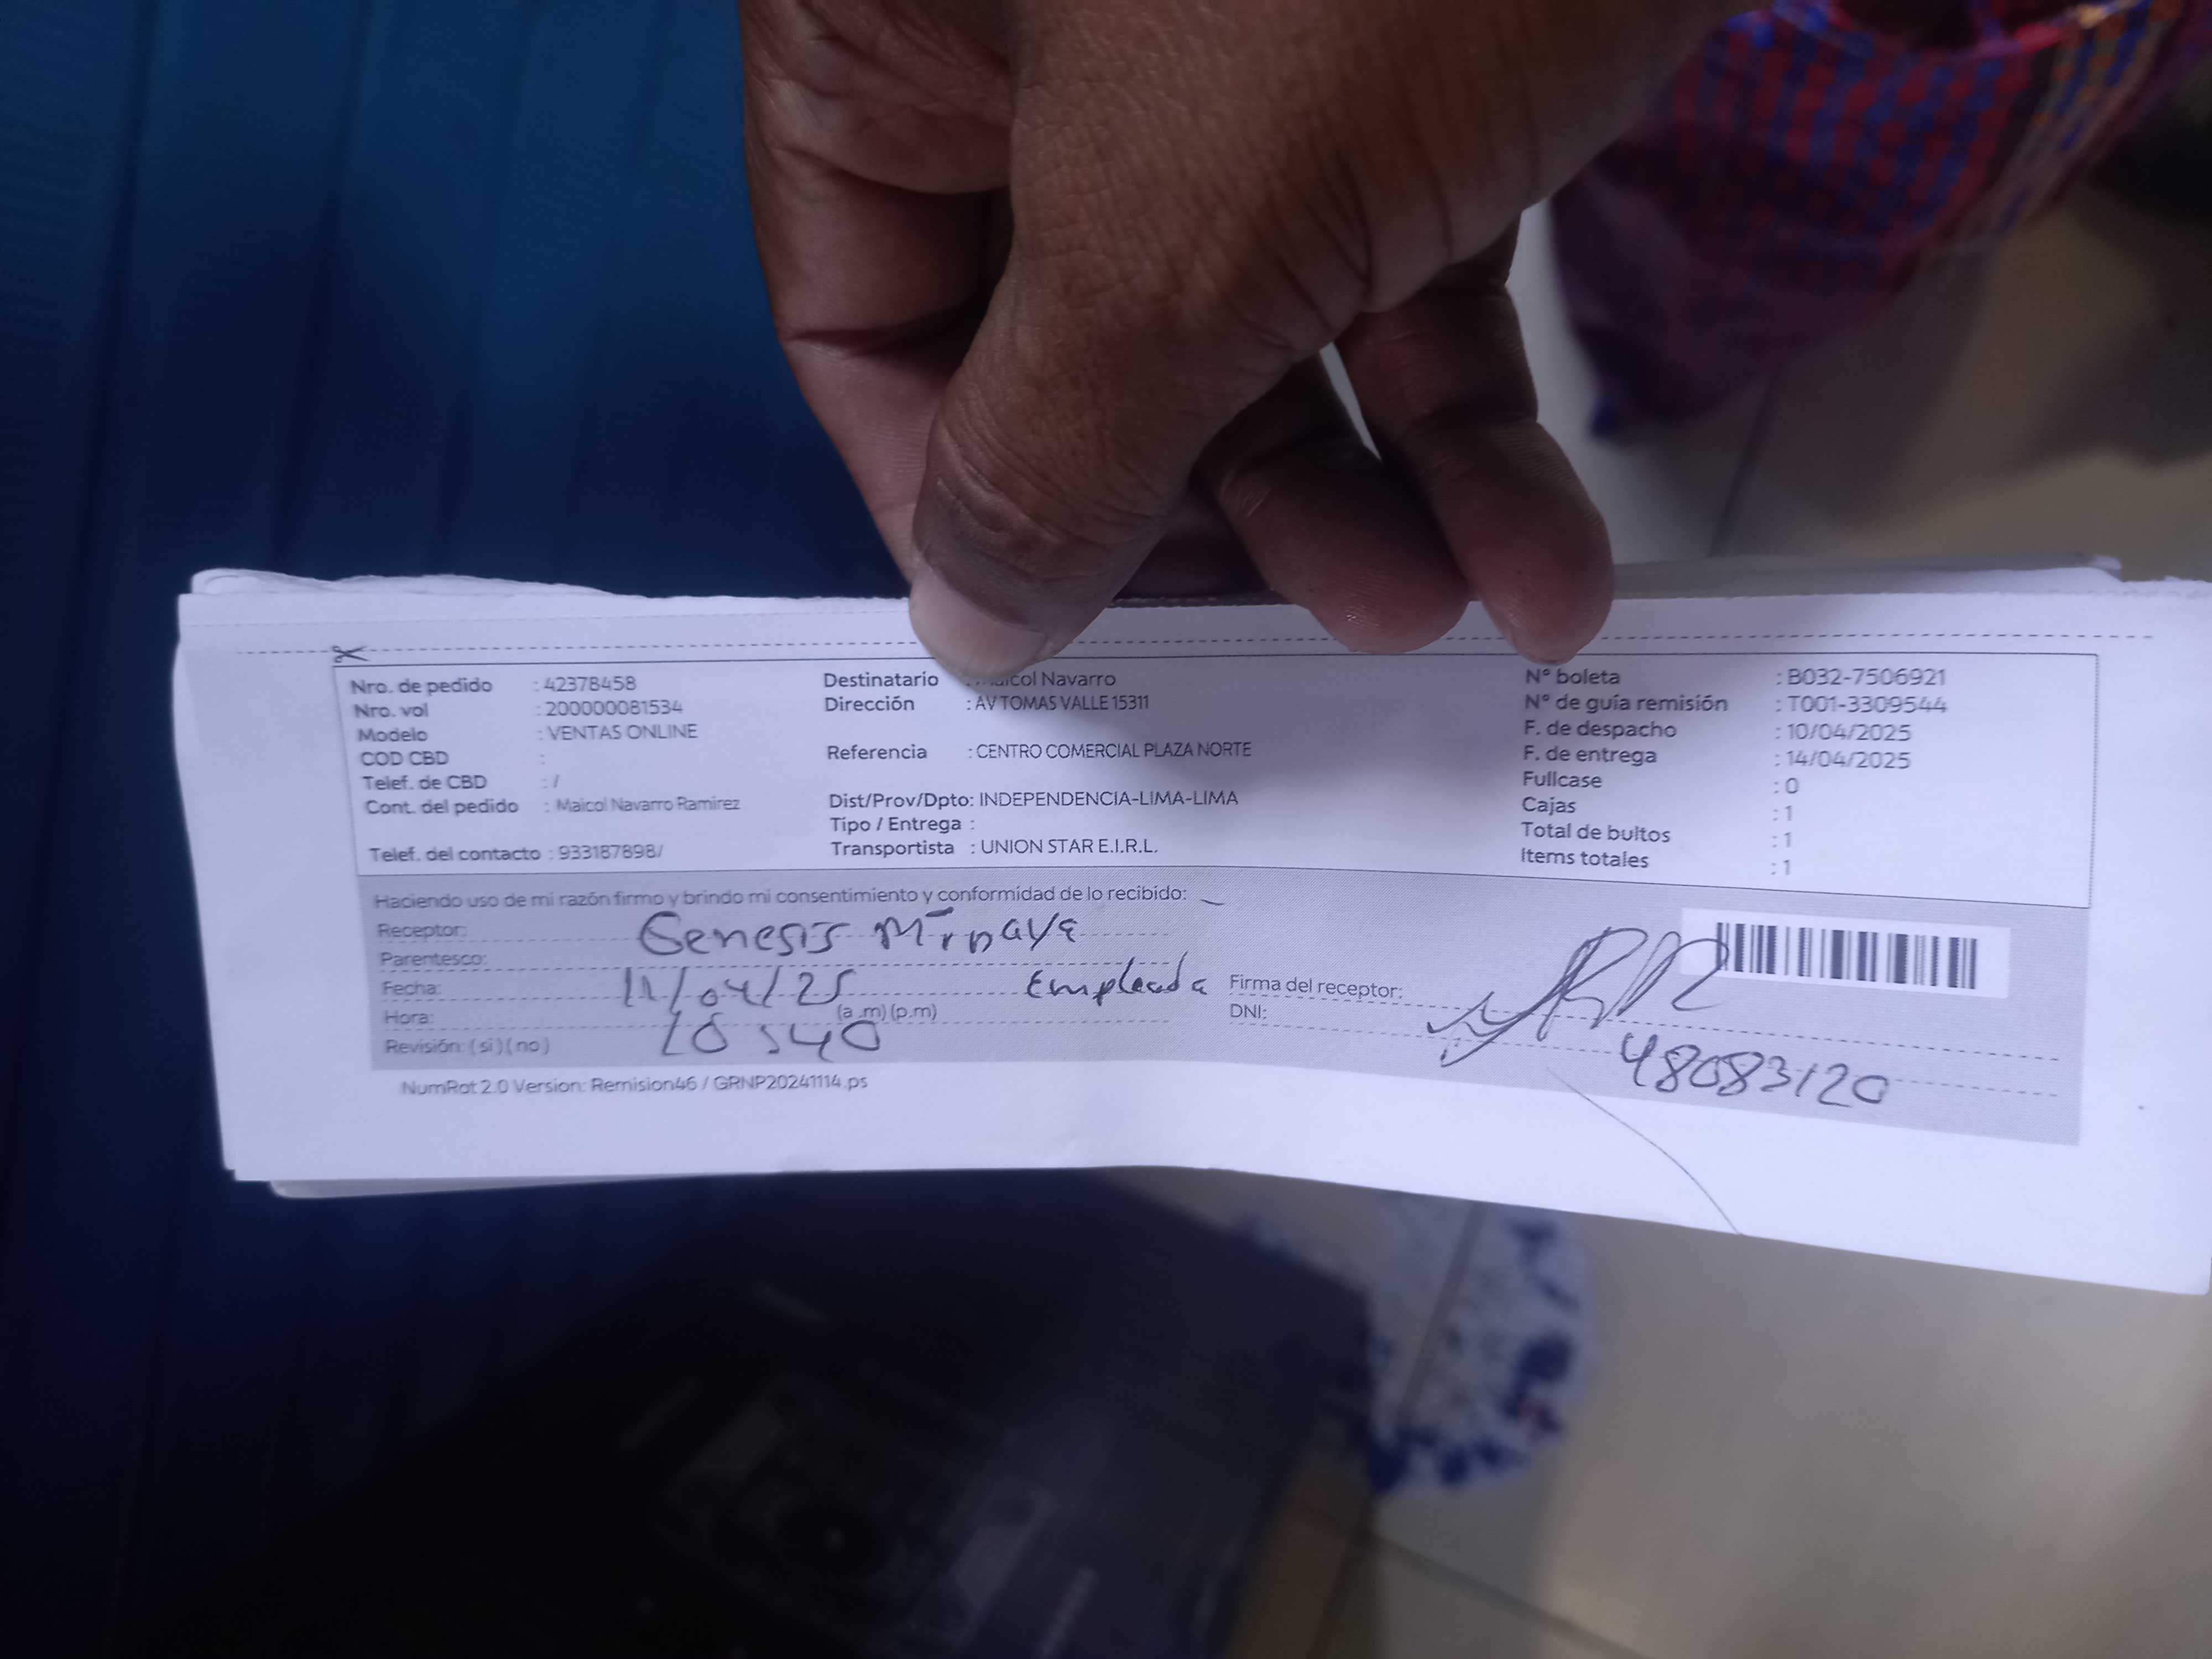 Nro. de pedido : 42378458
Nro. vol : 200000081534
Modelo : VENTAS ONLINE
COD CBD :
Telef. de CBD : /
Cont. del pedido : Maicol Navarro Ramirez
Telef. del contacto : 933187898/
Destinatario : Maicol Navarro
Dirección : AV TOMAS VALLE 15311
Referencia : CENTRO COMERCIAL PLAZA NORTE
Dist/Prov/Dpto: INDEPENDENCIA-LIMA-LIMA
Tipo / Entrega :
Transportista : UNION STAR E.I.R.L.
N° boleta : B032-7506921
N° de guía remisión : T001-3309544
F. de despacho : 10/04/2025
F. de entrega : 14/04/2025
Fullcase : 0
Cajas : 1
Total de bultos : 1
Items totales : 1
Haciendo uso de mi razón firmo y brindo mi consentimiento y conformidad de lo recibido:
Receptor: Genesis Minaya
Parentesco: Empleada
Fecha: 11/04/25
Hora: 10:40 (a.m) (p.m)
Revisión: ( si ) ( no )
Firma del receptor:
DNI: 48083120
NumRot 2.0 Version: Remision46 / GRNP20241114.ps